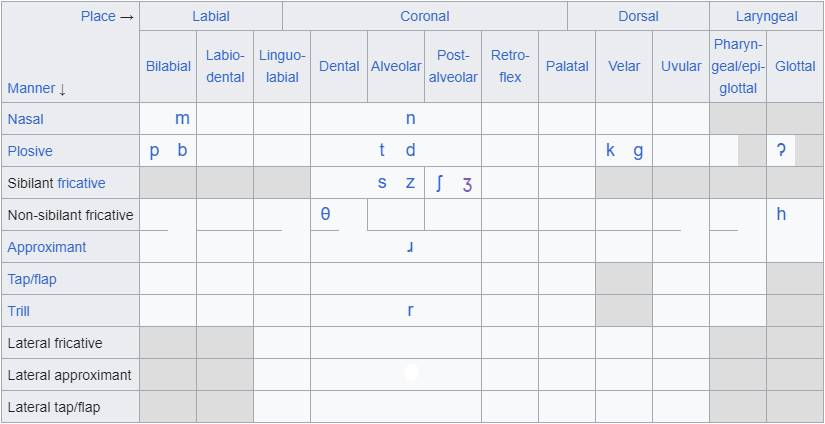 Place → Labial Coronal Dorsal Laryngeal
Manner ↓ Bilabial Labio-dental Linguo-labial Dental Alveolar Post-alveolar Retro-flex Palatal Velar Uvular Pharyn-geal/epi-glottal Glottal
Nasal m n
Plosive p b t d k g ʔ
Sibilant fricative s z ʃ ʒ
Non-sibilant fricative θ h
Approximant ɹ
Tap/flap
Trill r
Lateral fricative
Lateral approximant
Lateral tap/flap